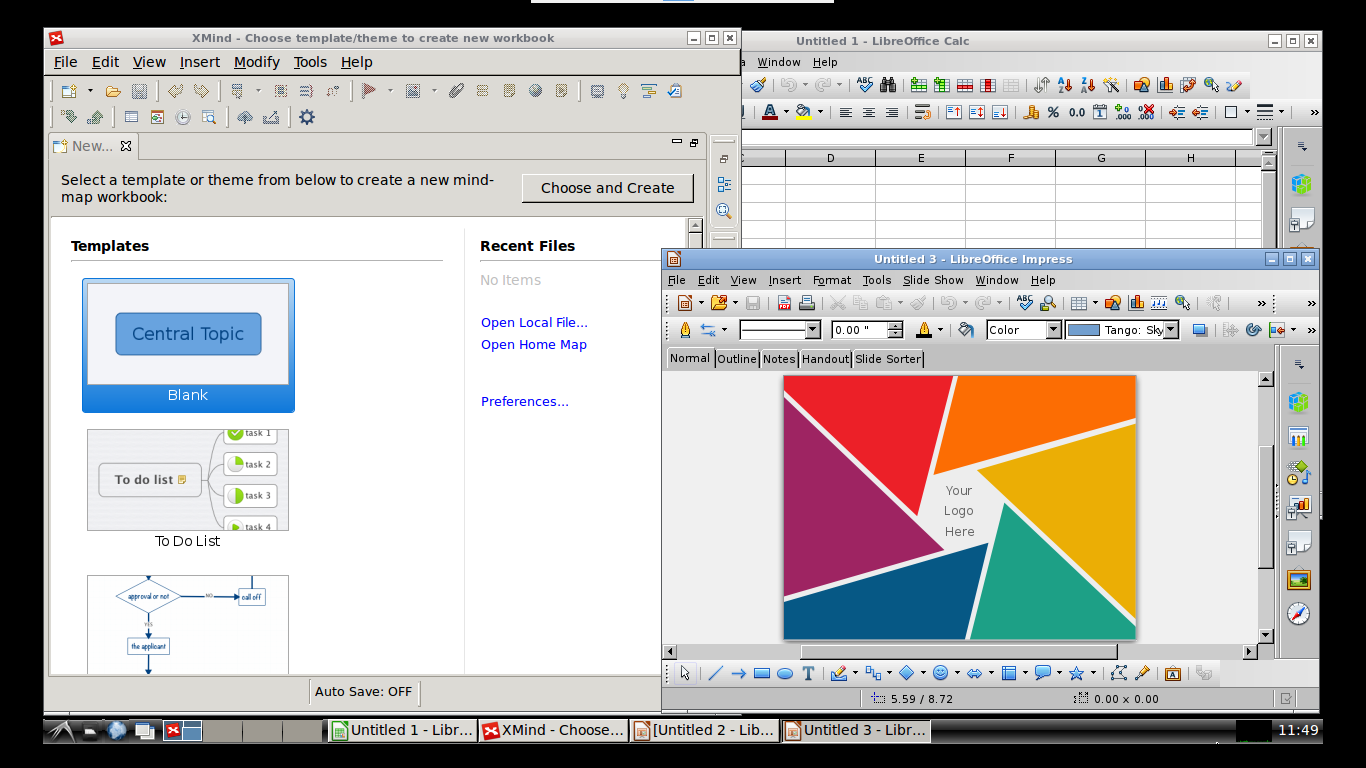 XMind - Choose template/theme to create new workbook
File Edit View Insert Modify Tools Help
New...
Select a template or theme from below to create a new mind-
map workbook:
Choose and Create
Templates
Central Topic
Blank
To do list
task 1
task 2
task 3
task 4
To Do List
approval or not
NO
call off
YES
the applicant
Recent Files
No Items
Open Local File...
Open Home Map
Preferences...
Auto Save: OFF
Untitled 1 - LibreOffice Calc
a Window Help
ABC
A
% 0.0
»
C D E F G H
Untitled 3 - LibreOffice Impress
File Edit View Insert Format Tools Slide Show Window Help
ABC
» »
0.00 "
Color
Tango: Sky
»
Normal Outline Notes Handout Slide Sorter
Your
Logo
Here
T
5.59 / 8.72
0.00 x 0.00
Untitled 1 - Libr...
XMind - Choose...
[Untitled 2 - Lib...
Untitled 3 - Libr...
11:49